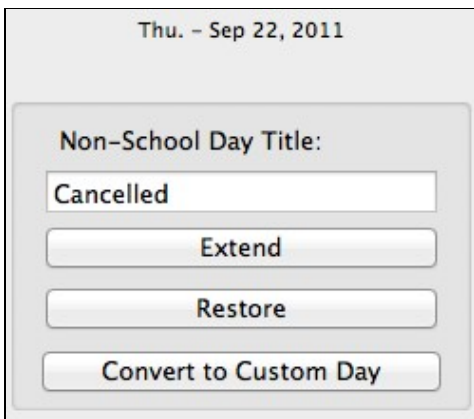 Thu. - Sep 22, 2011
Non-School Day Title:
Cancelled
Extend
Restore
Convert to Custom Day